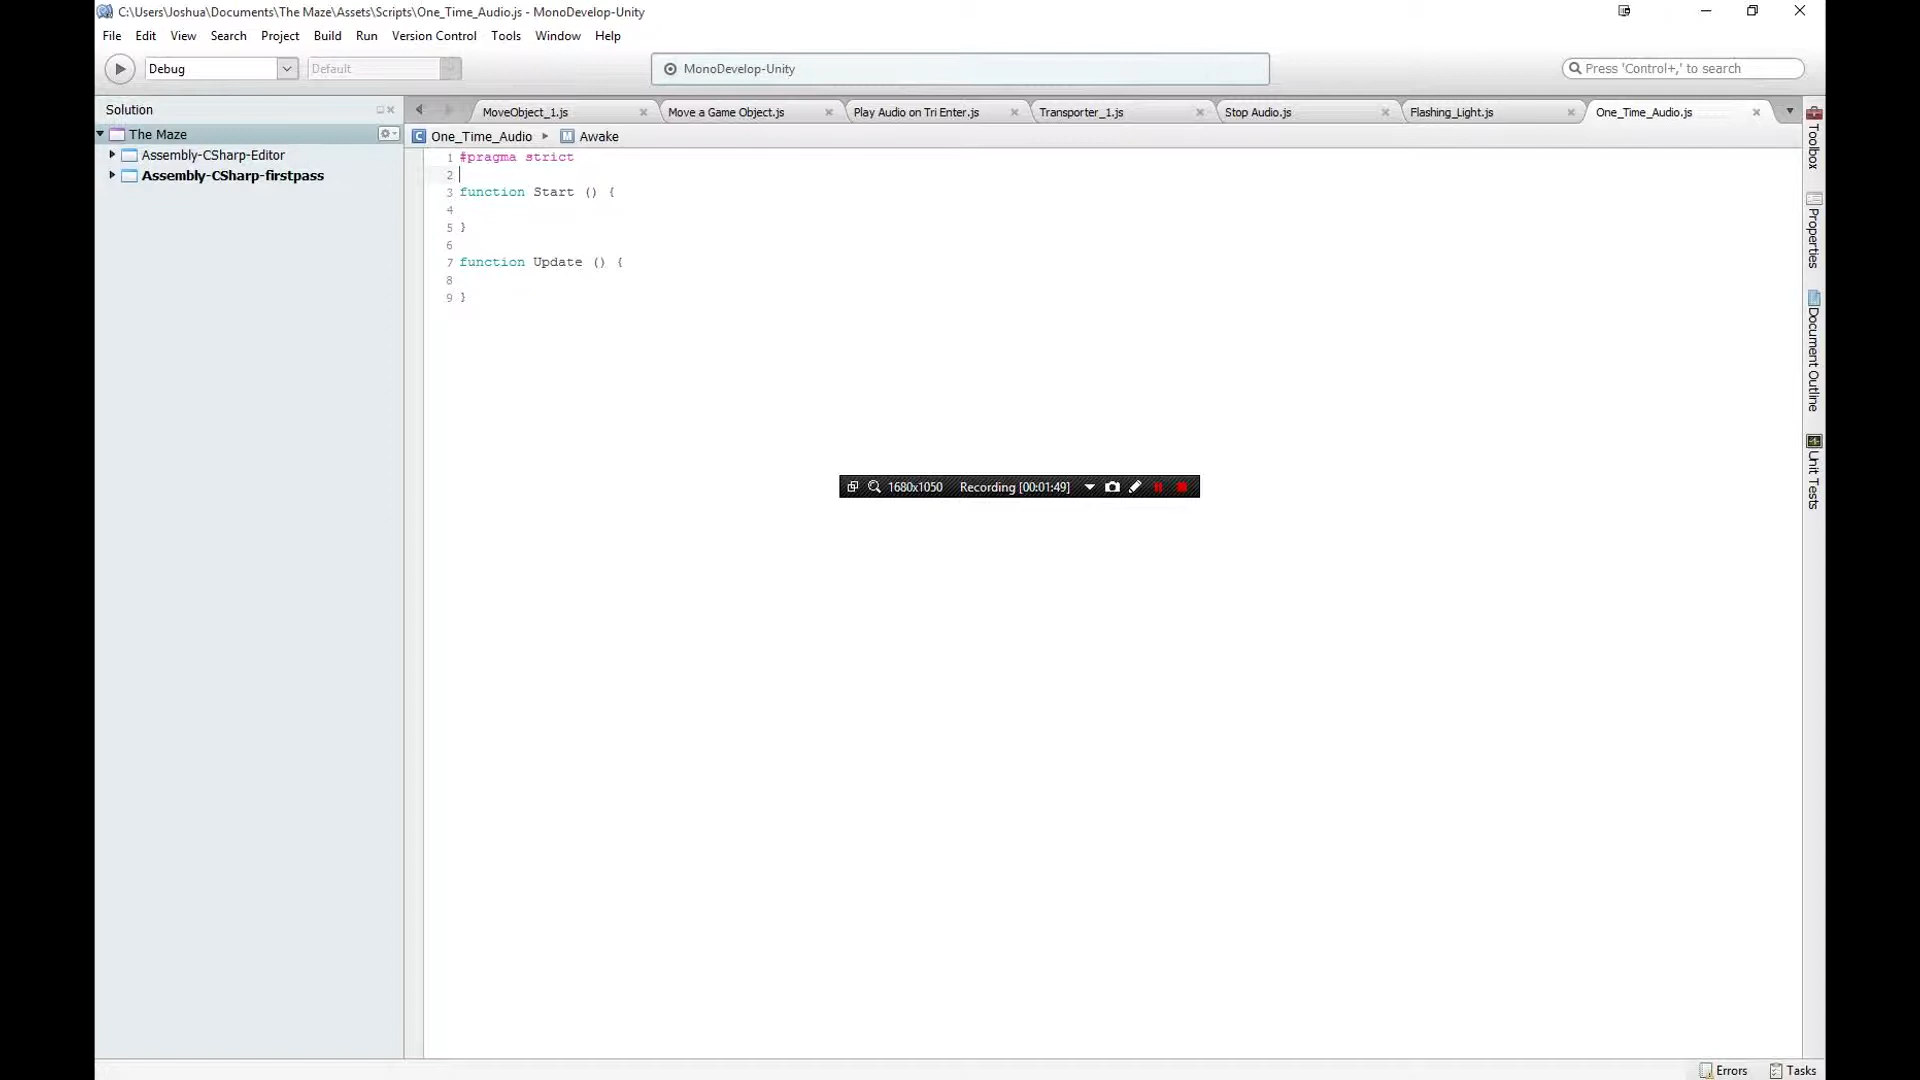 C:\Users\Joshua\Documents\The Maze\Assets\Scripts\One_Time_Audio.js - MonoDevelop-Unity
File Edit View Search Project Build Run Version Control Tools Window Help
Debug Default MonoDevelop-Unity Press 'Control+,' to search
Solution
The Maze
Assembly-CSharp-Editor
Assembly-CSharp-firstpass
MoveObject_1.js Move a Game Object.js Play Audio on Tri Enter.js Transporter_1.js Stop Audio.js Flashing_Light.js One_Time_Audio.js
One_Time_Audio Awake
1 #pragma strict
2
3 function Start () {
4
5 }
6
7 function Update () {
8
9 }
1680x1050 Recording [00:01:49]
Toolbox
Properties
Document Outline
Unit Tests
Errors Tasks